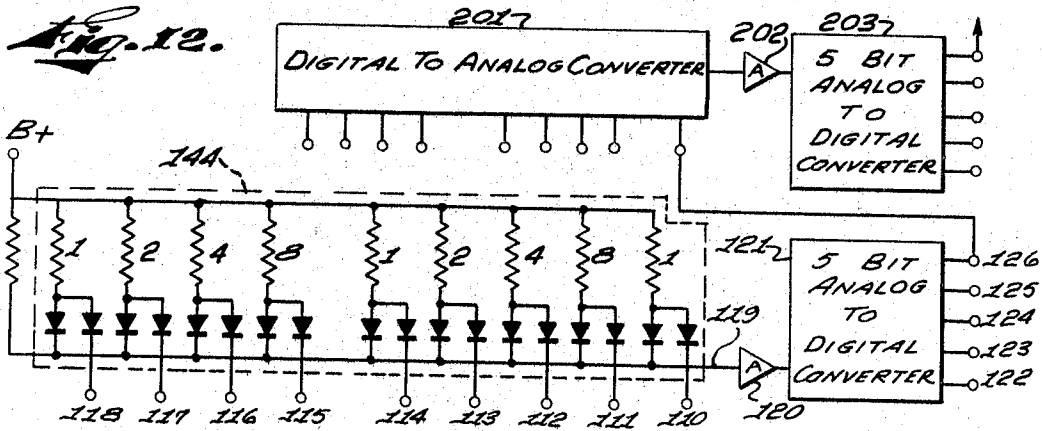 Fig. 12.
201
DIGITAL TO ANALOG CONVERTER
202
A
203
5 BIT
ANALOG
TO
DIGITAL
CONVERTER
B+
144
1 2 4 8 1 2 4 8 1
119
121
5 BIT
ANALOG
TO
DIGITAL
CONVERTER
126
125
124
123
122
A
120
118 117 116 115 114 113 112 111 110